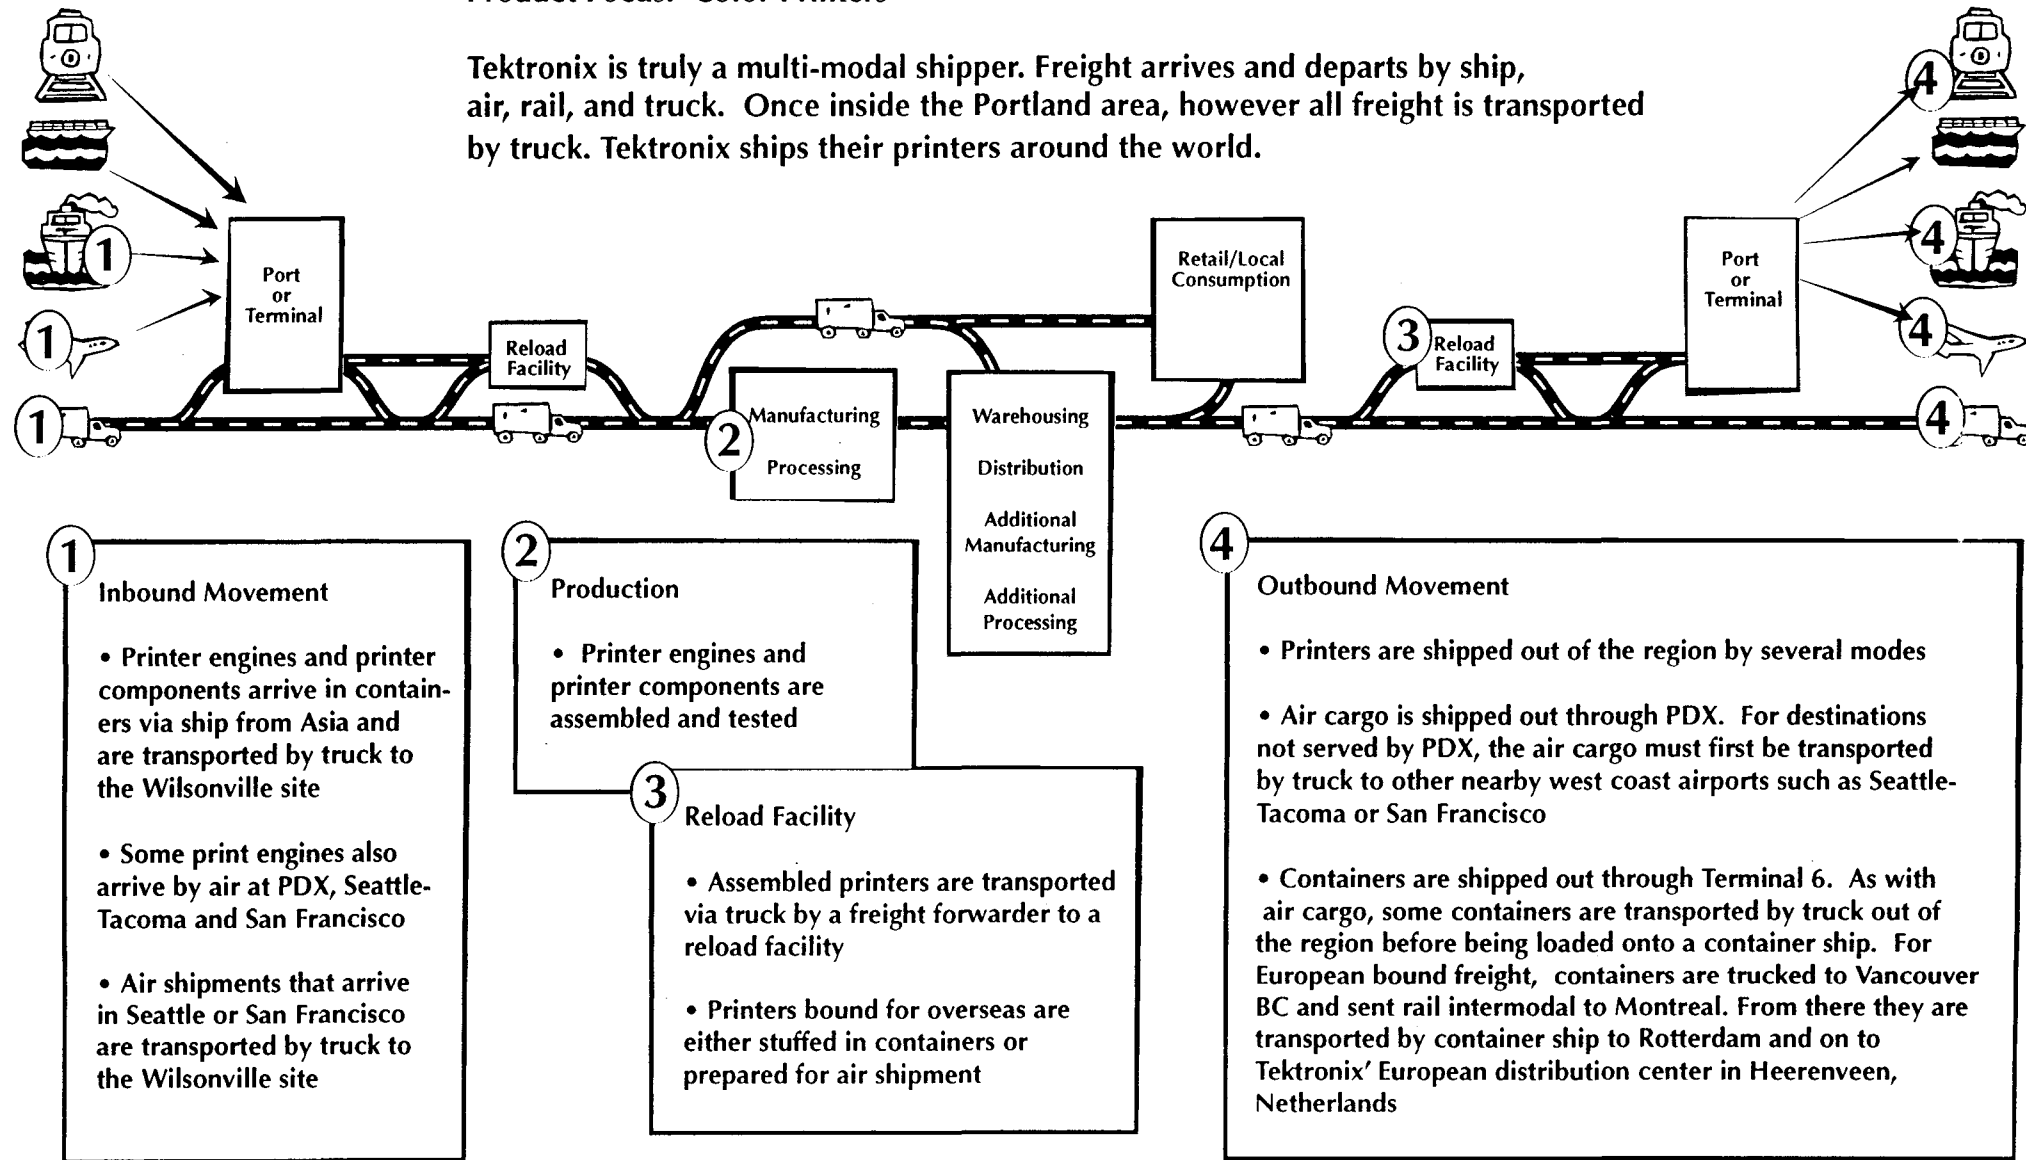 Product Focus: Color Printers
Tektronix is truly a multi-modal shipper. Freight arrives and departs by ship,
air, rail, and truck. Once inside the Portland area, however all freight is transported
by truck. Tektronix ships their printers around the world.
1
1
1
Port
or
Terminal
Reload
Facility
2
Manufacturing
Processing
Warehousing
Distribution
Additional
Manufacturing
Additional
Processing
Retail/Local
Consumption
3
Reload
Facility
Port
or
Terminal
4
4
4
4
1
Inbound Movement
• Printer engines and printer
components arrive in contain-
ers via ship from Asia and
are transported by truck to
the Wilsonville site
• Some print engines also
arrive by air at PDX, Seattle-
Tacoma and San Francisco
• Air shipments that arrive
in Seattle or San Francisco
are transported by truck to
the Wilsonville site
2
Production
• Printer engines and
printer components are
assembled and tested
3
Reload Facility
• Assembled printers are transported
via truck by a freight forwarder to a
reload facility
• Printers bound for overseas are
either stuffed in containers or
prepared for air shipment
4
Outbound Movement
• Printers are shipped out of the region by several modes
• Air cargo is shipped out through PDX. For destinations
not served by PDX, the air cargo must first be transported
by truck to other nearby west coast airports such as Seattle-
Tacoma or San Francisco
• Containers are shipped out through Terminal 6. As with
air cargo, some containers are transported by truck out of
the region before being loaded onto a container ship. For
European bound freight, containers are trucked to Vancouver
BC and sent rail intermodal to Montreal. From there they are
transported by container ship to Rotterdam and on to
Tektronix' European distribution center in Heerenveen,
Netherlands